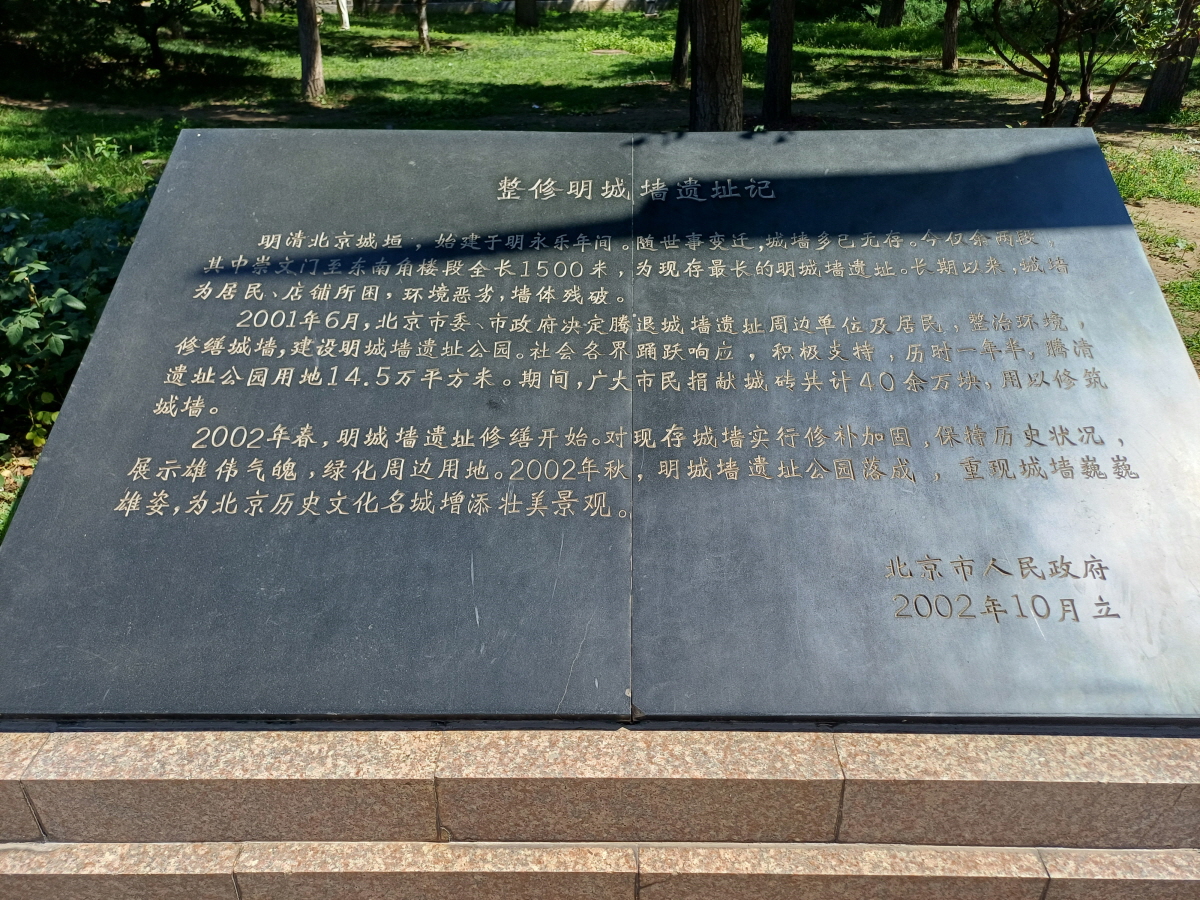 整修明城墙遗址记
明清北京城垣，始建于明永乐年间。随世事变迁，城墙多已无存。今仅余两段，
其中崇文门至东南角楼段全长1500米，为现存最长的明城墙遗址。长期以来，城墙
为居民、店铺所困，环境恶劣，墙体残破。
2001年6月，北京市委、市政府决定腾退城墙遗址周边单位及居民，整治环境，
修缮城墙，建设明城墙遗址公园。社会各界踊跃响应，积极支持，历时一年半，腾清
遗址公园用地14.5万平方米。期间，广大市民捐献城砖共计40余万块，用以修筑
城墙。
2002年春，明城墙遗址修缮开始。对现存城墙实行修补加固，保持历史状况，
展示雄伟气魄，绿化周边用地。2002年秋，明城墙遗址公园落成，重现城墙巍巍
雄姿，为北京历史文化名城增添壮美景观。
北京市人民政府
2002年10月立